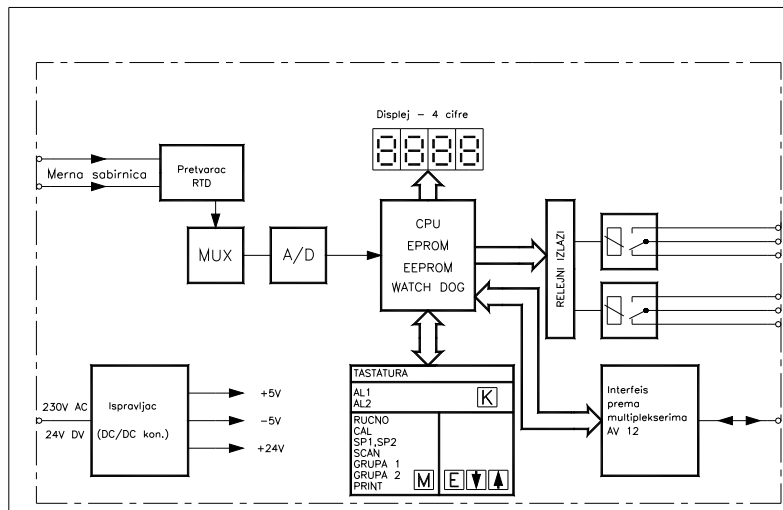 Displej - 4 cifre
8888
Merna sabirnica
Pretvarac
RTD
MUX
A/D
CPU
EPROM
EEPROM
WATCH DOG
RELEJNI IZLAZI
230V AC
24V DV
Ispravljac
(DC/DC kon.)
+5V
-5V
+24V
TASTATURA
AL1
AL2
K
RUCNO
CAL
SP1,SP2
SCAN
GRUPA 1
GRUPA 2
PRINT
M
E
Interfeis
prema
multiplekserima
AV 12